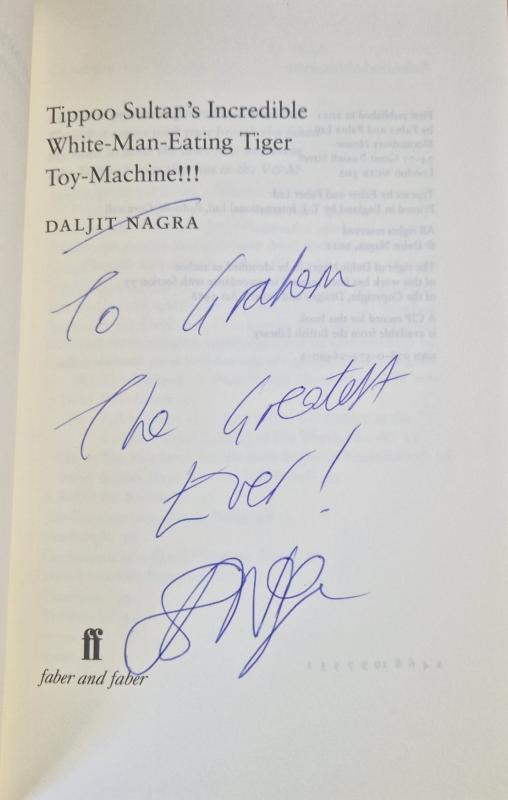 Tippoo Sultan's Incredible
White-Man-Eating Tiger
Toy-Machine!!!
DALJIT NAGRA
To Graham
The Greatest
Ever!
ff
faber and faber